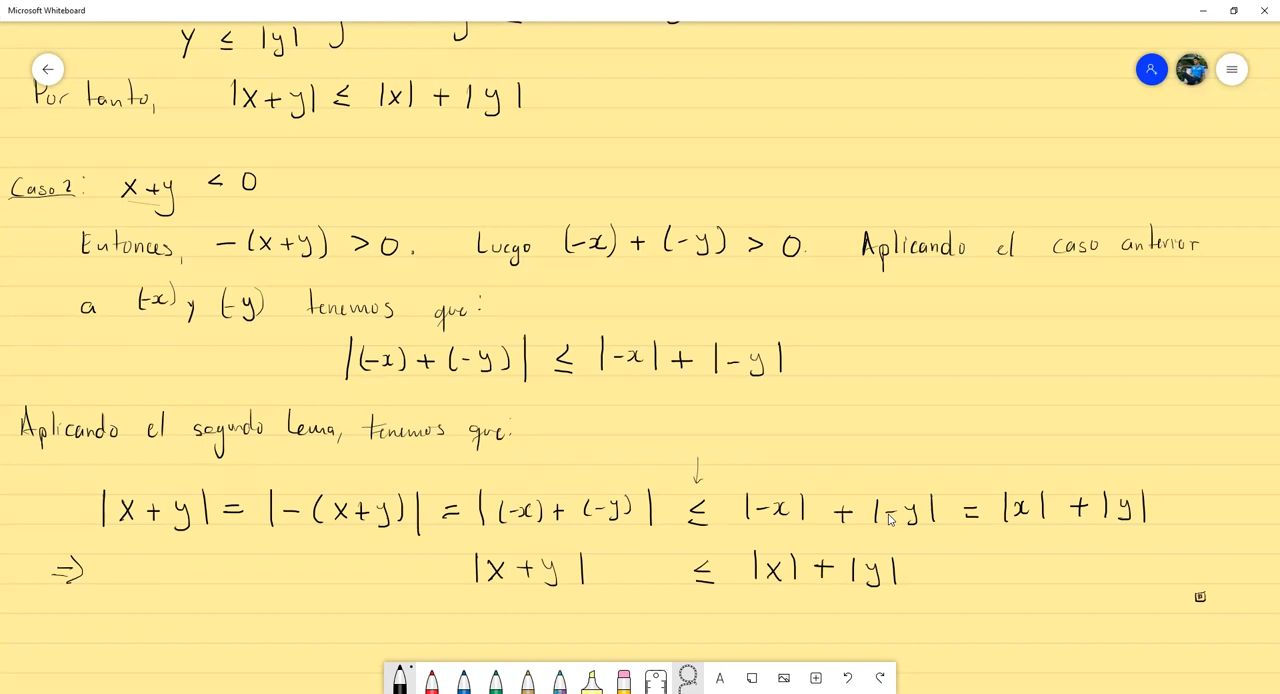 Microsoft Whiteboard
y ≤ |y|
Por tanto, |x+y| ≤ |x| + |y|
Caso 2: x+y < 0
Entonces, -(x+y) > 0. Luego (-x) + (-y) > 0. Aplicando el caso anterior
a (-x) y (-y) tenemos que:
|(-x) + (-y)| ≤ |-x| + |-y|
Aplicando el segundo Lema, tenemos que:
|x+y| = |-(x+y)| = |(-x) + (-y)| ≤ |-x| + |-y| = |x| + |y|
⇒ |x+y| ≤ |x| + |y|